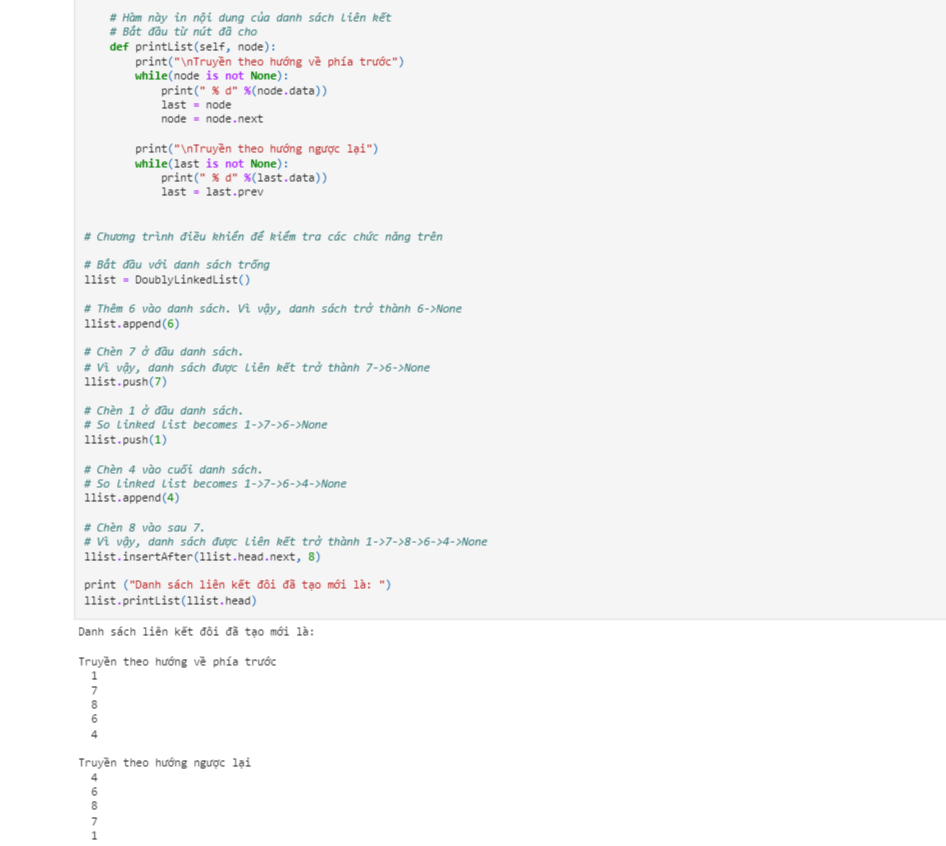 # Hàm này in nội dung của danh sách liên kết
# Bắt đầu từ nút đã cho
def printList(self, node):
print("\nTruyền theo hướng về phía trước")
while(node is not None):
print(" % d" %(node.data))
last = node
node = node.next
print("\nTruyền theo hướng ngược lại")
while(last is not None):
print(" % d" %(last.data))
last = last.prev
# Chương trình điều khiển để kiểm tra các chức năng trên
# Bắt đầu với danh sách trống
llist = DoublyLinkedList()
# Thêm 6 vào danh sách. Vì vậy, danh sách trở thành 6->None
llist.append(6)
# Chèn 7 ở đầu danh sách.
# Vì vậy, danh sách được liên kết trở thành 7->6->None
llist.push(7)
# Chèn 1 ở đầu danh sách.
# So linked list becomes 1->7->6->None
llist.push(1)
# Chèn 4 vào cuối danh sách.
# So linked list becomes 1->7->6->4->None
llist.append(4)
# Chèn 8 vào sau 7.
# Vì vậy, danh sách được liên kết trở thành 1->7->8->6->4->None
llist.insertAfter(llist.head.next, 8)
print ("Danh sách liên kết đôi đã tạo mới là: ")
llist.printList(llist.head)
Danh sách liên kết đôi đã tạo mới là:
Truyền theo hướng về phía trước
1
7
8
6
4
Truyền theo hướng ngược lại
4
6
8
7
1